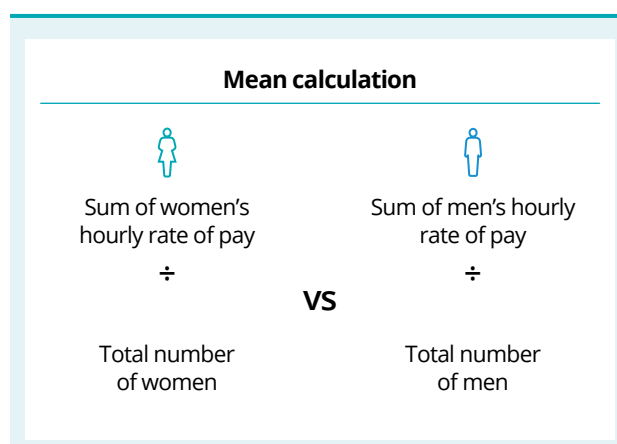 Mean calculation
Sum of women's
hourly rate of pay
÷
Total number
of women
VS
Sum of men's hourly
rate of pay
÷
Total number
of men